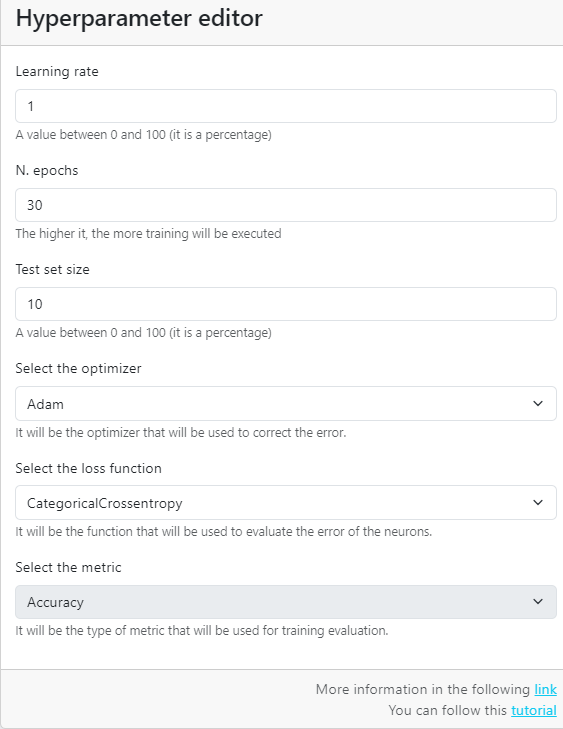 Hyperparameter editor
Learning rate
1
A value between 0 and 100 (it is a percentage)
N. epochs
30
The higher it, the more training will be executed
Test set size
10
A value between 0 and 100 (it is a percentage)
Select the optimizer
Adam
It will be the optimizer that will be used to correct the error.
Select the loss function
CategoricalCrossentropy
It will be the function that will be used to evaluate the error of the neurons.
Select the metric
Accuracy
It will be the type of metric that will be used for training evaluation.
More information in the following link
You can follow this tutorial